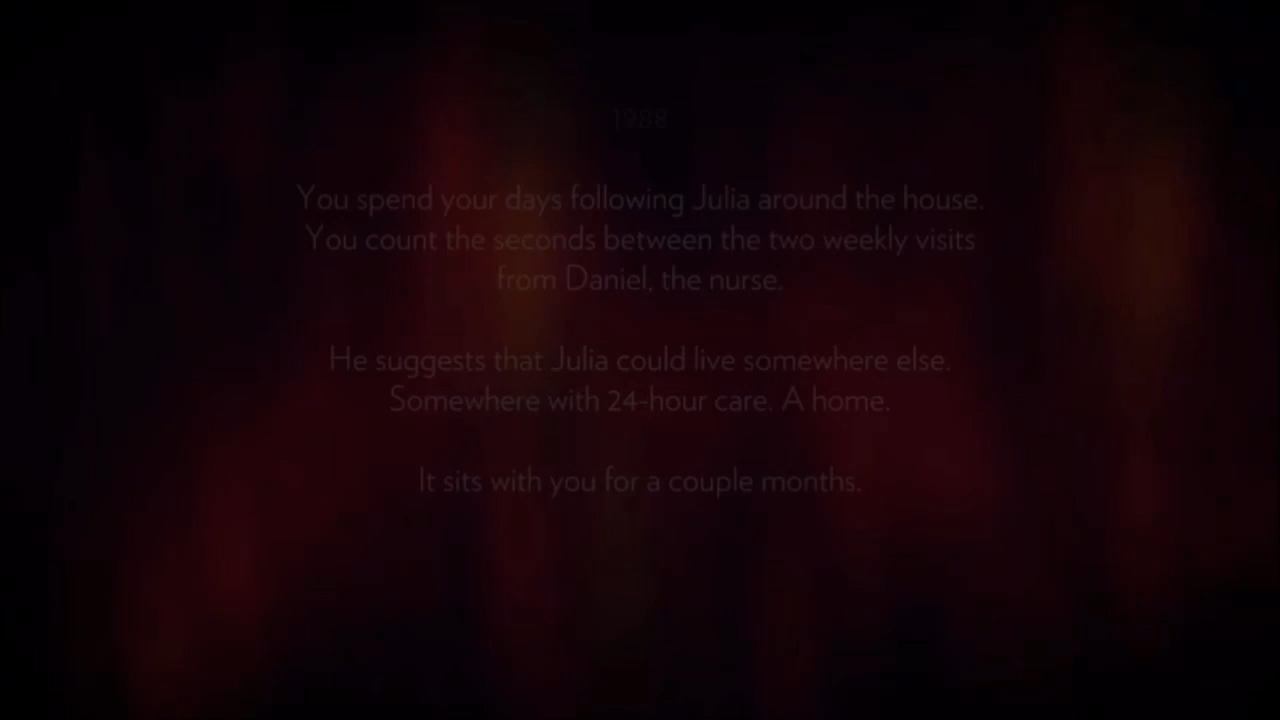 1988
You spend your days following Julia around the house.
You count the seconds between the two weekly visits
from Daniel, the nurse.
He suggests that Julia could live somewhere else.
Somewhere with 24-hour care. A home.
It sits with you for a couple months.